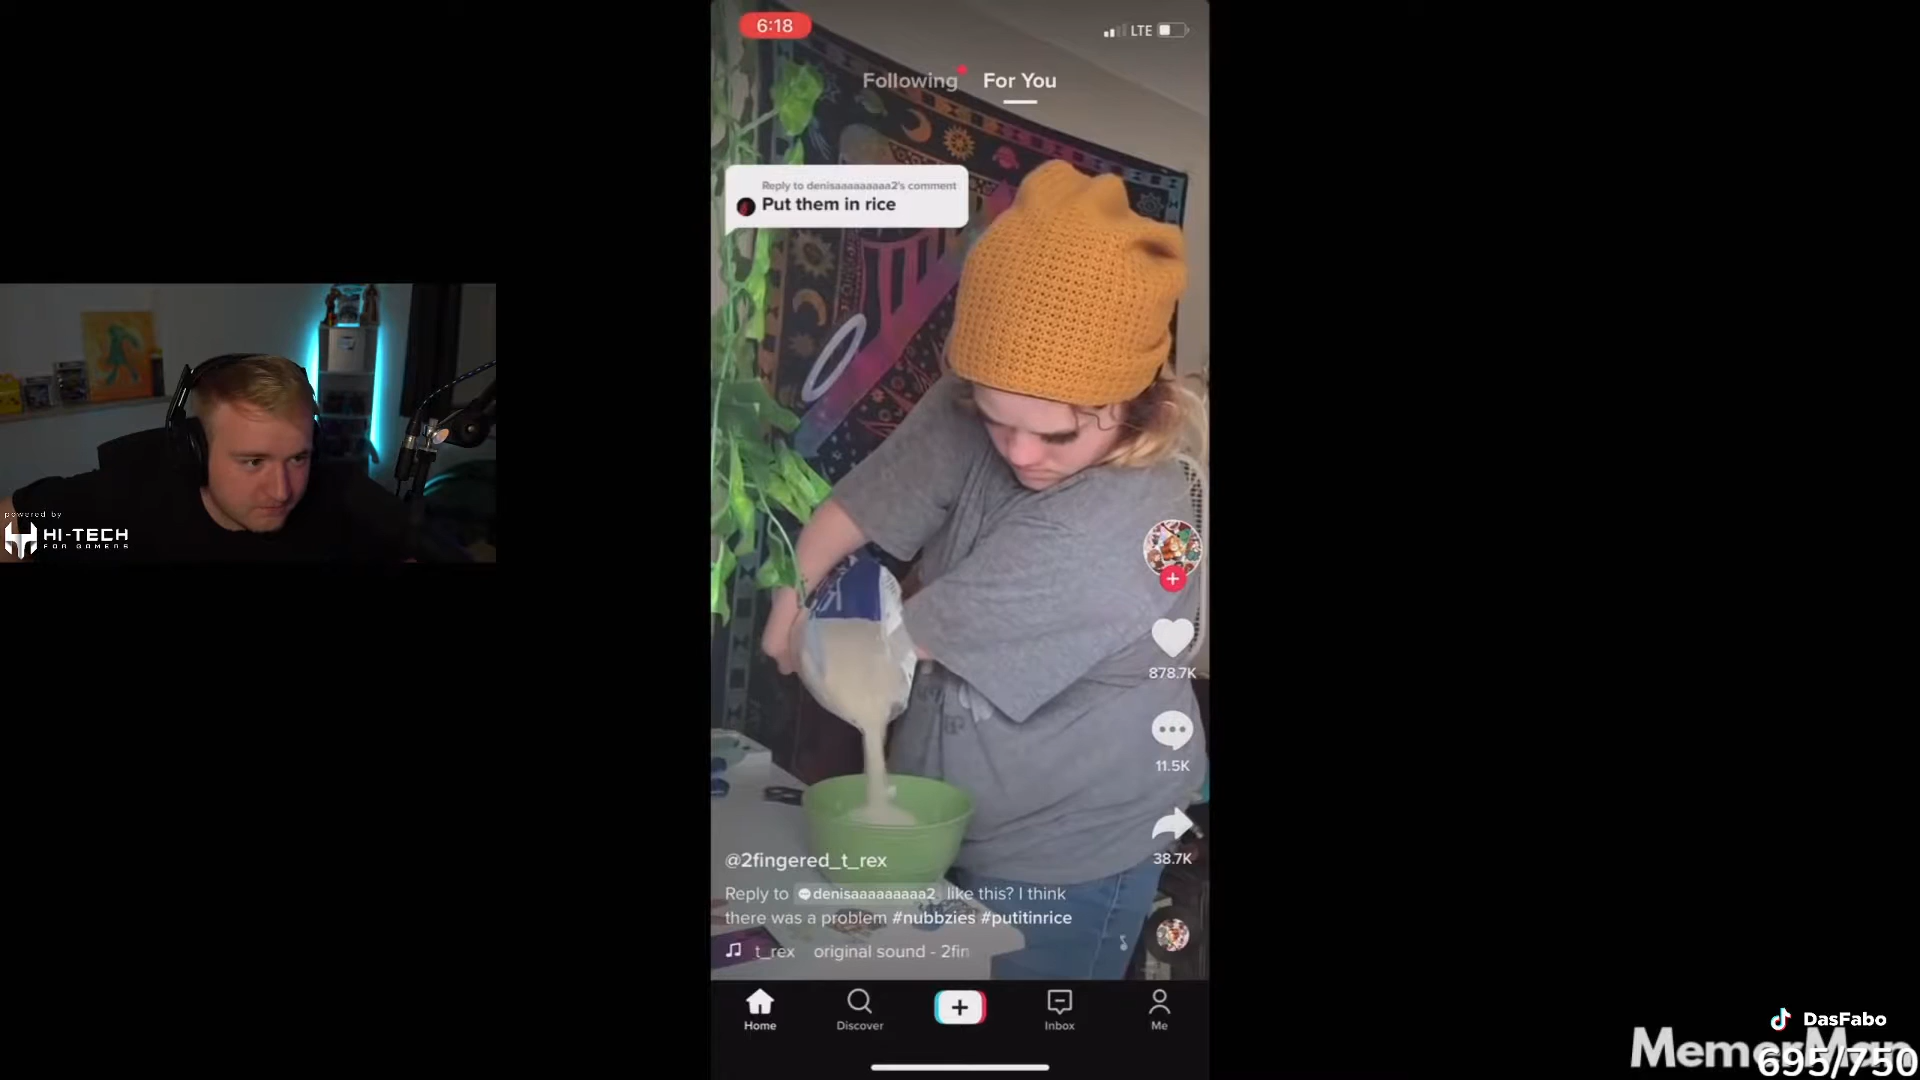 6:18
LTE
Following
For You
Reply to denisaaaaaaaaa2's comment
Put them in rice
powered by
HI-TECH
FOR GAMERS
878.7K
11.5K
38.7K
@2fingered_t_rex
Reply to denisaaaaaaaaa2 like this? I think
there was a problem #nubbzies #putitinrice
t_rex original sound - 2fin
Home
Discover
Inbox
Me
DasFabo
MemerMan
695/750